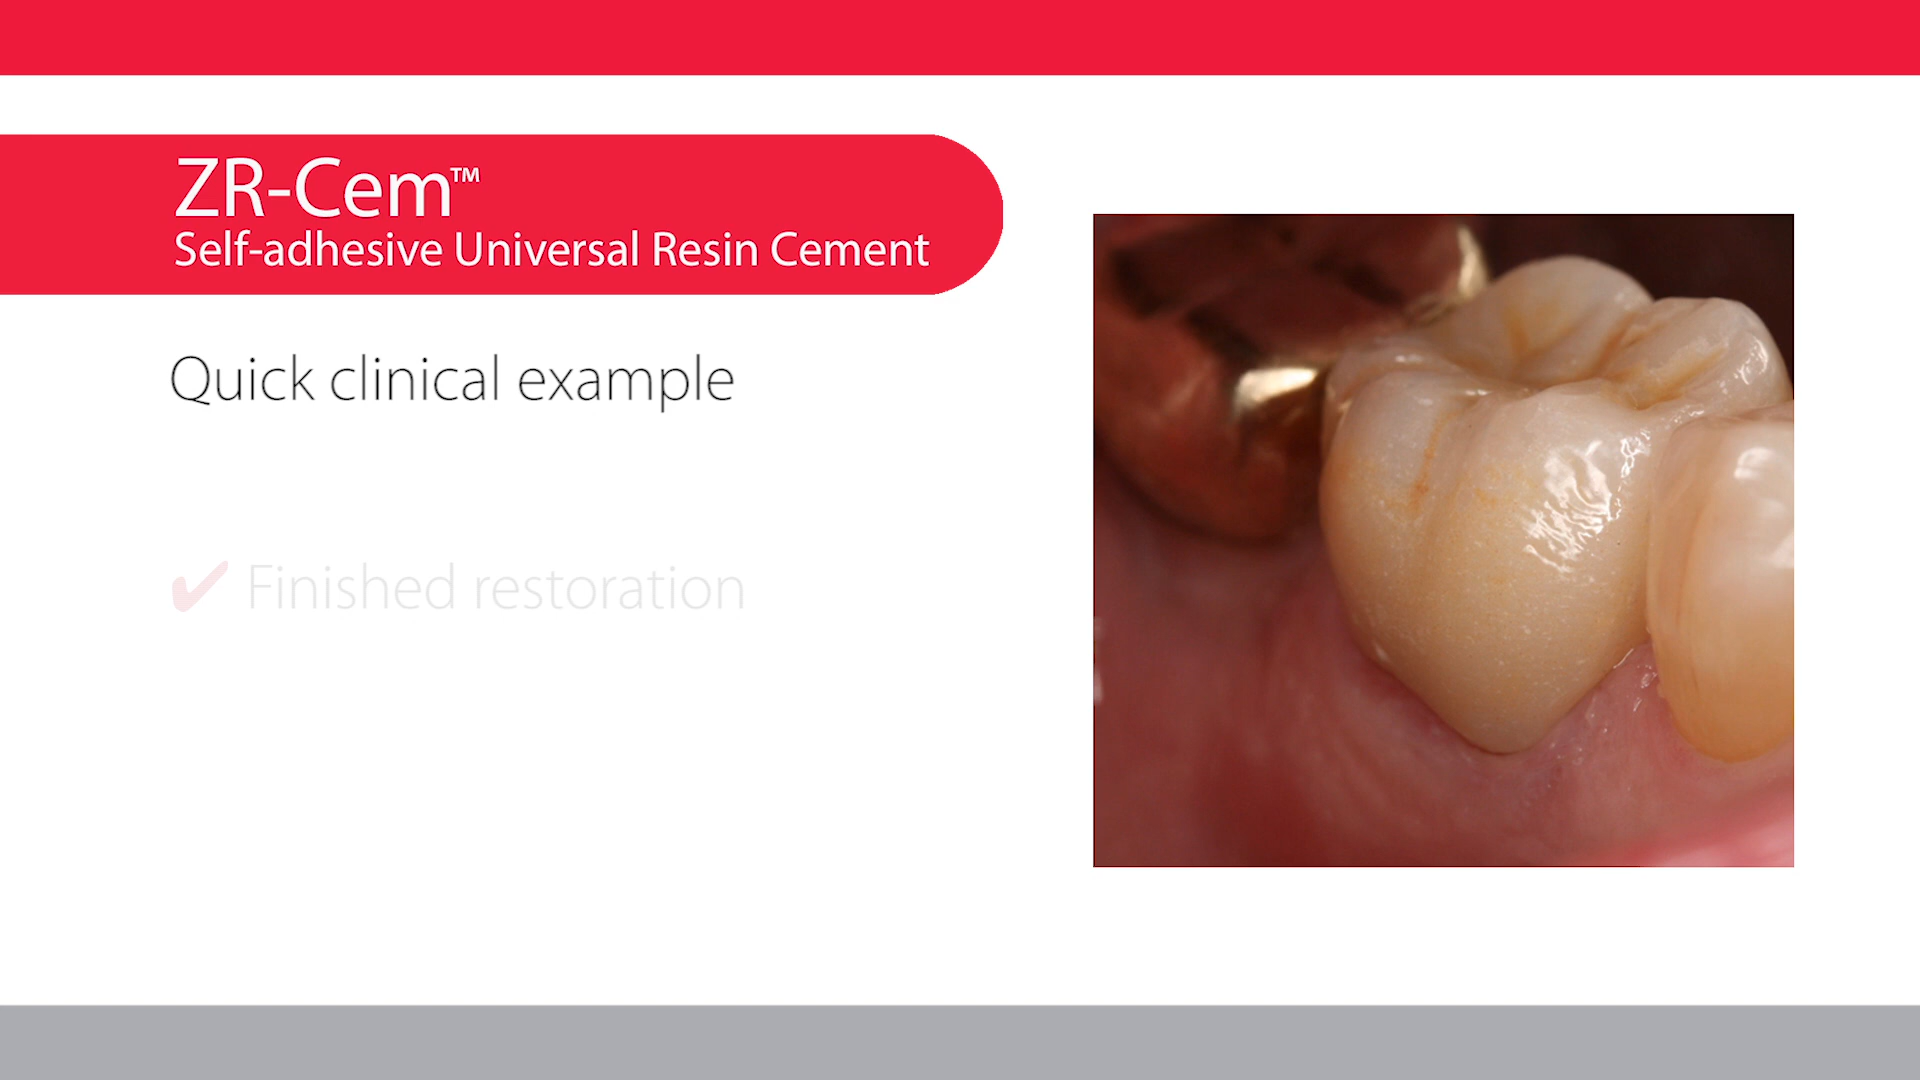 ZR-Cem™
Self-adhesive Universal Resin Cement
Quick clinical example
✔ Finished restoration